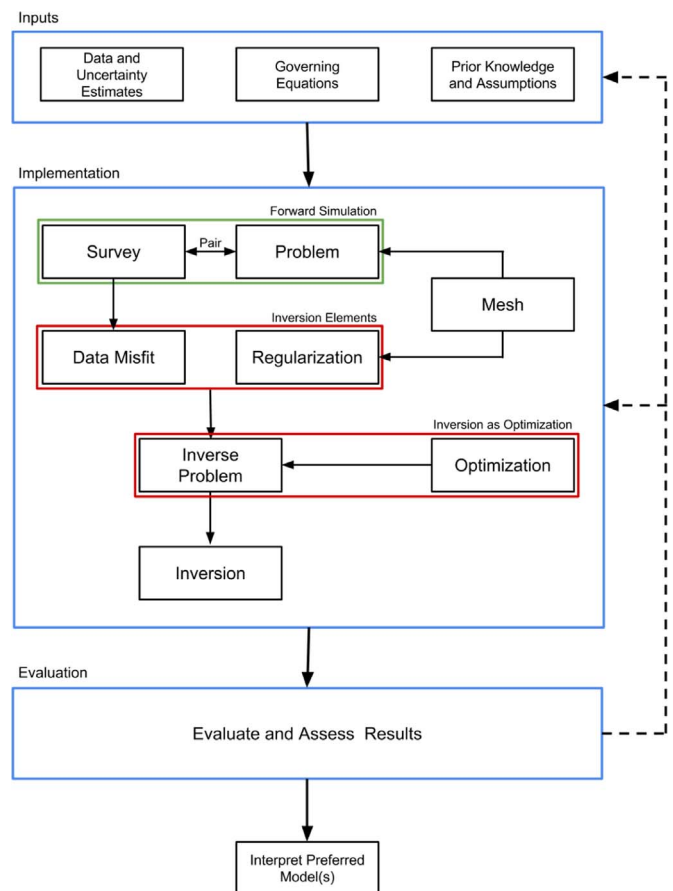 Inputs
Data and
Uncertainty
Estimates
Governing
Equations
Prior Knowledge
and Assumptions
Implementation
Forward Simulation
Survey
Pair
Problem
Mesh
Inversion Elements
Data Misfit
Regularization
Inversion as Optimization
Inverse
Problem
Optimization
Inversion
Evaluation
Evaluate and Assess Results
Interpret Preferred
Model(s)